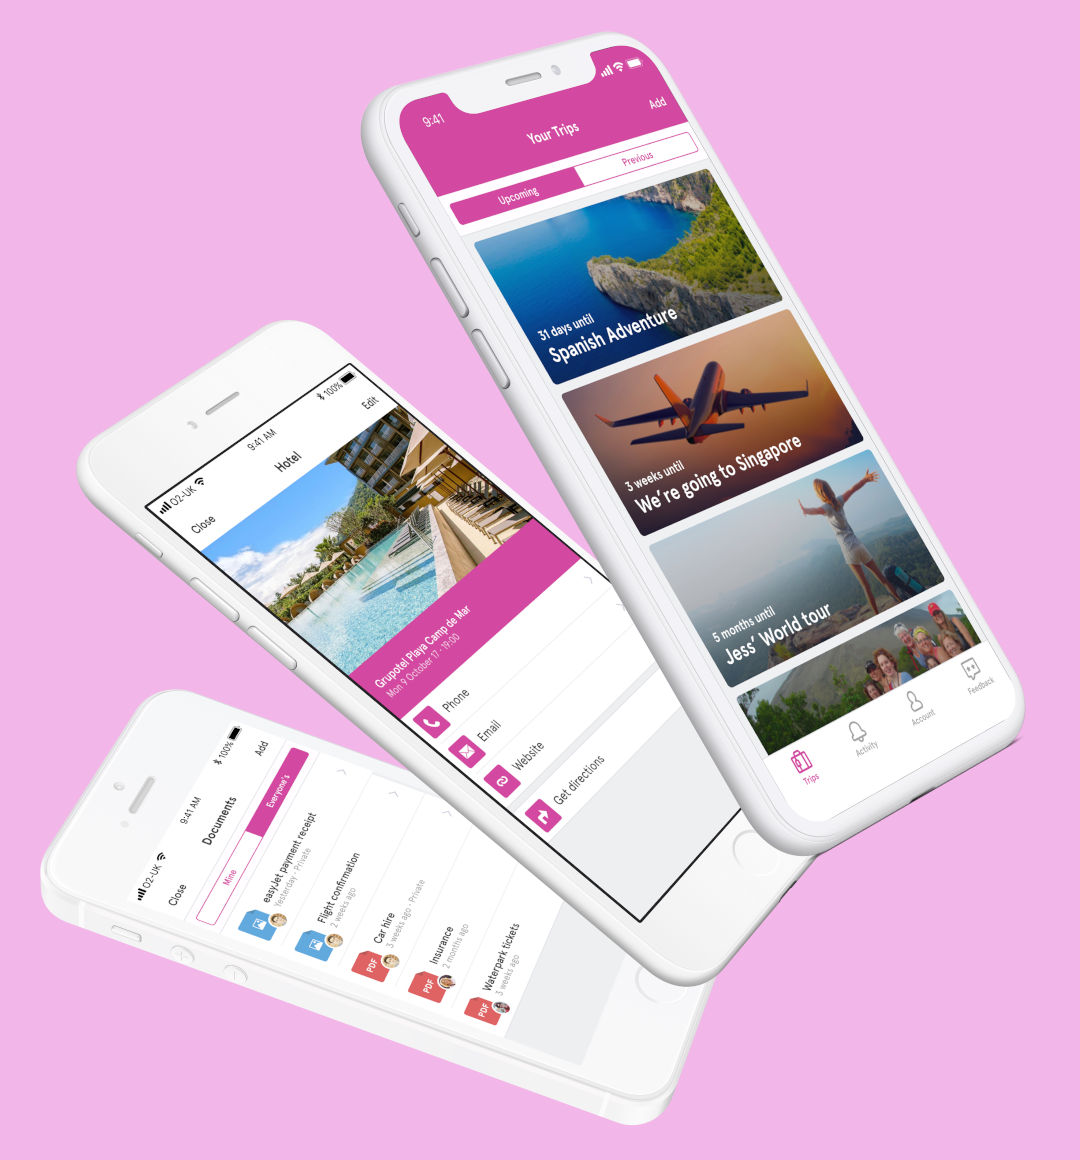 9:41
Your Trips
Add
Upcoming
Previous
31 days until
Spanish Adventure
3 weeks until
We're going to Singapore
5 months until
Jess' World tour
Trips
Activity
Account
Feedback
O2-UK
9:41 AM
100%
Close
Hotel
Edit
Grupotel Playa Camp de Mar
Mon 9 October 17 - 19:00
Phone
Email
@ Website
Get directions
O2-UK
9:41 AM
100%
Close
Documents
Add
Mine
Everyone's
easyJet payment receipt
Yesterday - Private
Flight confirmation
2 weeks ago
PDF
Car hire
3 weeks ago - Private
PDF
Insurance
2 months ago
PDF
Waterpark tickets
3 weeks ago